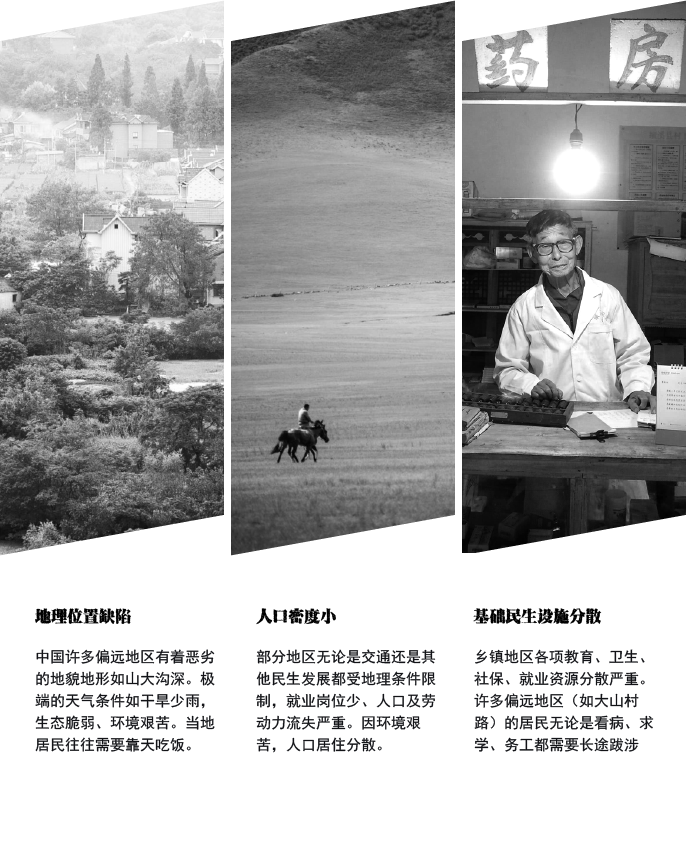 药 房
地理位置缺陷
中国许多偏远地区有着恶劣
的地貌地形如山大沟深。极
端的天气条件如干旱少雨，
生态脆弱、环境艰苦。当地
居民往往需要靠天吃饭。
人口密度小
部分地区无论是交通还是其
他民生发展都受地理条件限
制，就业岗位少、人口及劳
动力流失严重。因环境艰
苦，人口居住分散。
基础民生设施分散
乡镇地区各项教育、卫生、
社保、就业资源分散严重。
许多偏远地区（如大山村
路）的居民无论是看病、求
学、务工都需要长途跋涉